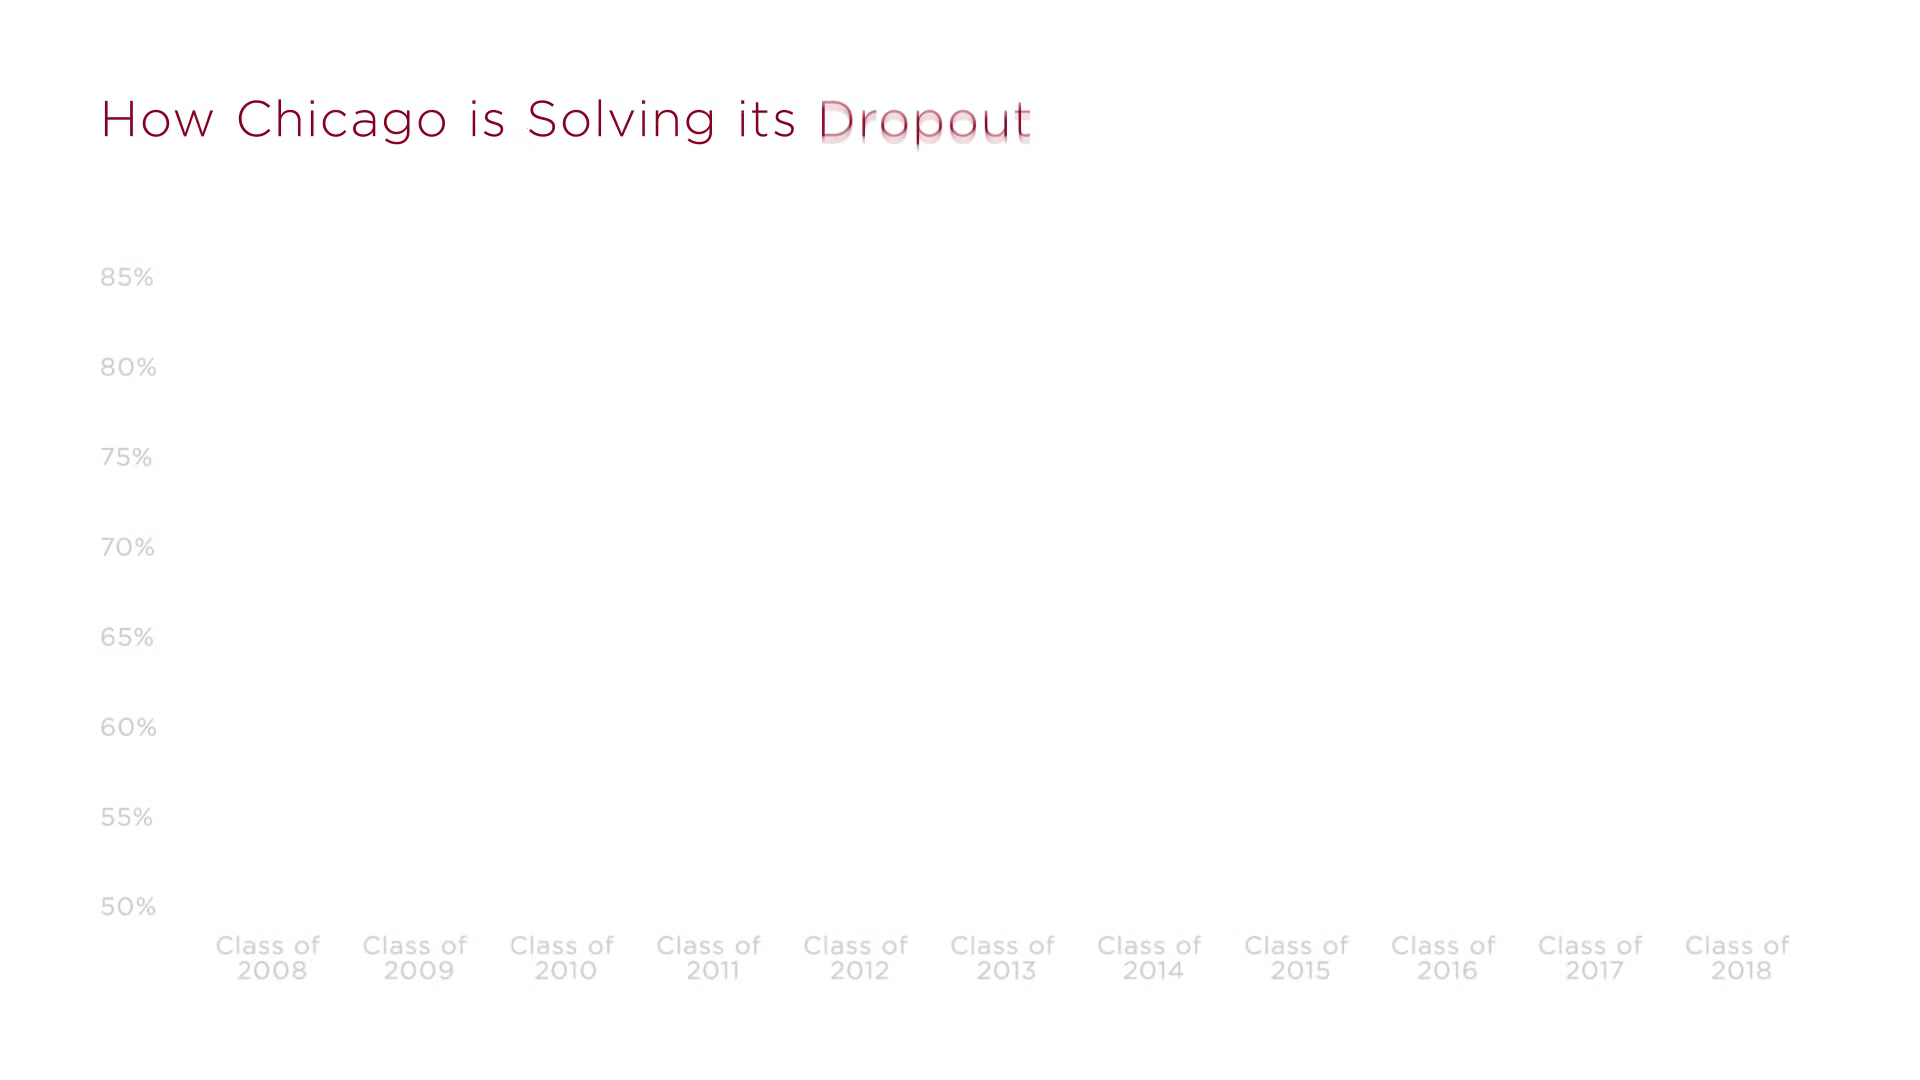 How Chicago is Solving its Dropout
85%
80%
75%
70%
65%
60%
55%
50%
Class of 2008
Class of 2009
Class of 2010
Class of 2011
Class of 2012
Class of 2013
Class of 2014
Class of 2015
Class of 2016
Class of 2017
Class of 2018